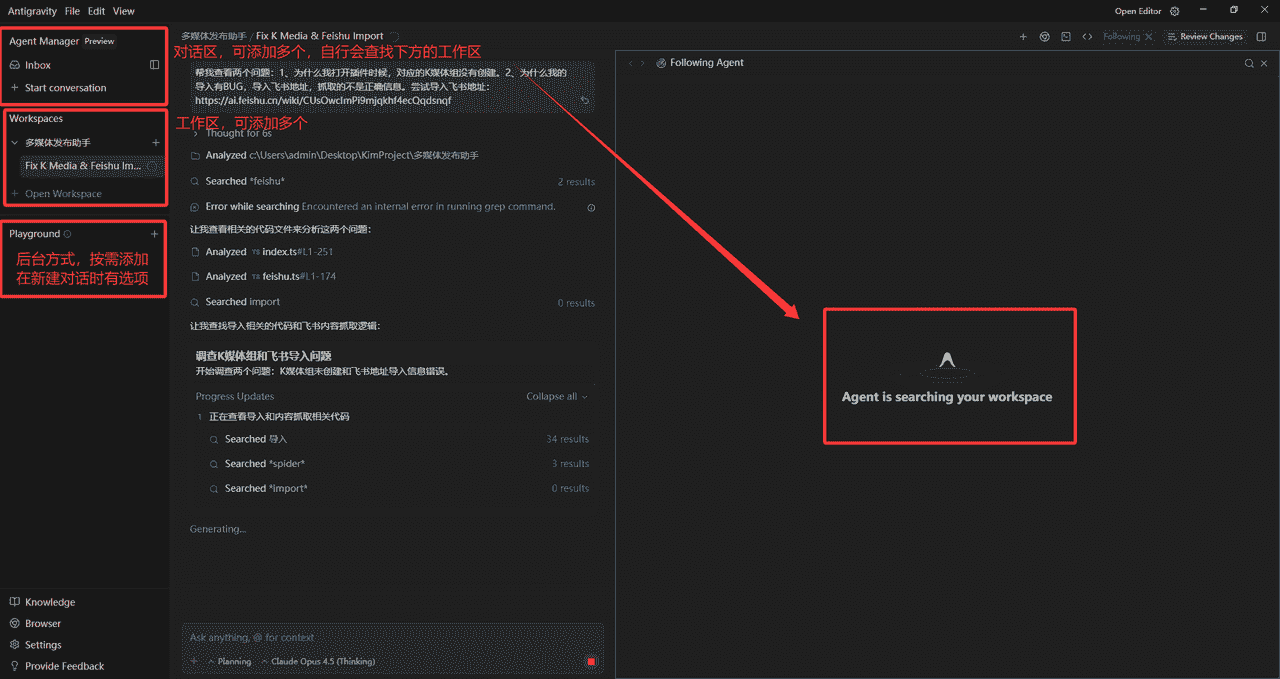 Antigravity File Edit View
Open Editor
Agent Manager Preview
Inbox
Start conversation
对话区，可添加多个，自行会查找下方的工作区
Workspaces
工作区，可添加多个
多媒体发布助手
Fix K Media & Feishu Im...
Open Workspace
Playground
后台方式，按需添加
在新建对话时有选项
Knowledge
Browser
Settings
Provide Feedback
多媒体发布助手 / Fix K Media & Feishu Import
Following
Review Changes
帮我查看两个问题：1、为什么我打开插件时候，对应的K媒体组没有创建。2、为什么我的
导入有BUG，导入飞书地址，抓取的不是正确信息。尝试导入飞书地址：
https://ai.feishu.cn/wiki/CUsOwclmPi9mjqkhf4ecQqdsnqf
Thought for 6s
Analyzed c:\Users\admin\Desktop\KimProject\多媒体发布助手
Searched *feishu* 2 results
Error while searching Encountered an internal error in running grep command.
让我查看相关的代码文件来分析这两个问题：
Analyzed TS index.ts#L1-251
Analyzed TS feishu.ts#L1-174
Searched import 0 results
让我查找导入相关的代码和飞书内容抓取逻辑：
调查K媒体组和飞书导入问题
开始调查两个问题：K媒体组未创建和飞书地址导入信息错误。
Progress Updates Collapse all
1 正在查看导入和内容抓取相关代码
Searched 导入 34 results
Searched *spider* 3 results
Searched *import* 0 results
Generating...
Ask anything, @ for context
Planning Claude Opus 4.5 (Thinking)
Following Agent
Agent is searching your workspace